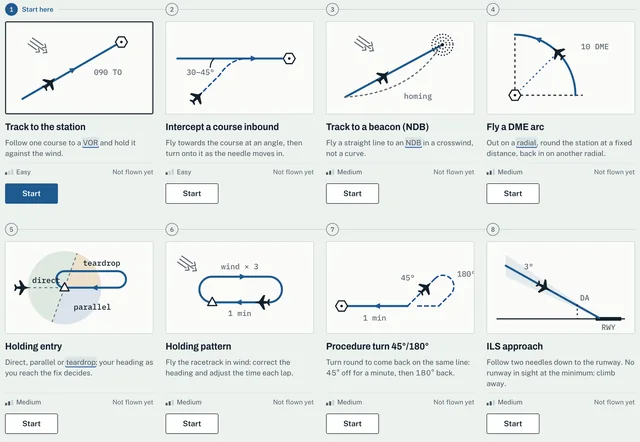 1 Start here
090 TO
Track to the station
Follow one course to a VOR and hold it
against the wind.
Easy
Not flown yet
Start
2
30–45°
Intercept a course inbound
Fly towards the course at an angle, then
turn onto it as the needle moves in.
Easy
Not flown yet
Start
3
homing
Track to a beacon (NDB)
Fly a straight line to an NDB in a crosswind,
not a curve.
Medium
Not flown yet
Start
4
10 DME
Fly a DME arc
Out on a radial, round the station at a fixed
distance, back in on another radial.
Medium
Not flown yet
Start
5
teardrop
direct
parallel
Holding entry
Direct, parallel or teardrop: your heading as
you reach the fix decides.
Medium
Not flown yet
Start
6
wind × 3
1 min
Holding pattern
Fly the racetrack in wind: correct the
heading and adjust the time each lap.
Medium
Not flown yet
Start
7
45°
180°
1 min
Procedure turn 45°/180°
Turn round to come back on the same line:
45° off for a minute, then 180° back.
Medium
Not flown yet
Start
8
3°
DA
RWY
ILS approach
Follow two needles down to the runway. No
runway in sight at the minimum: climb
away.
Medium
Not flown yet
Start